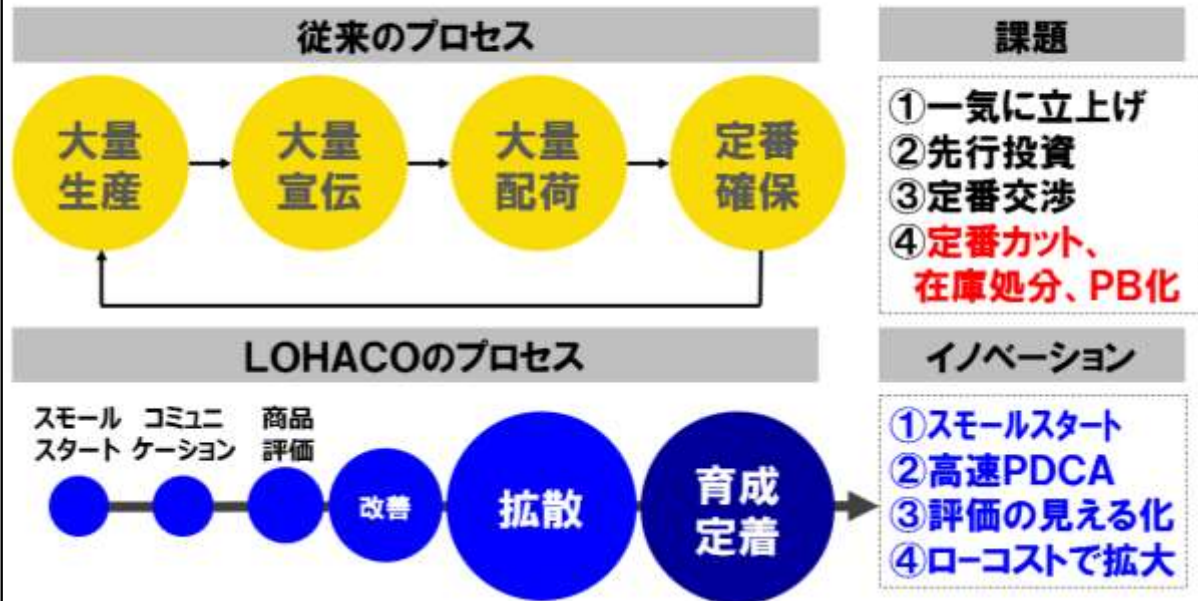 従来のプロセス
課題
大量
生産
大量
宣伝
大量
配荷
定番
確保
①一気に立上げ
②先行投資
③定番交渉
④定番カット、
在庫処分、PB化
LOHACOのプロセス
イノベーション
スモール
スタート
コミュニ
ケーション
商品
評価
改善
拡散
育成
定着
①スモールスタート
②高速PDCA
③評価の見える化
④ローコストで拡大